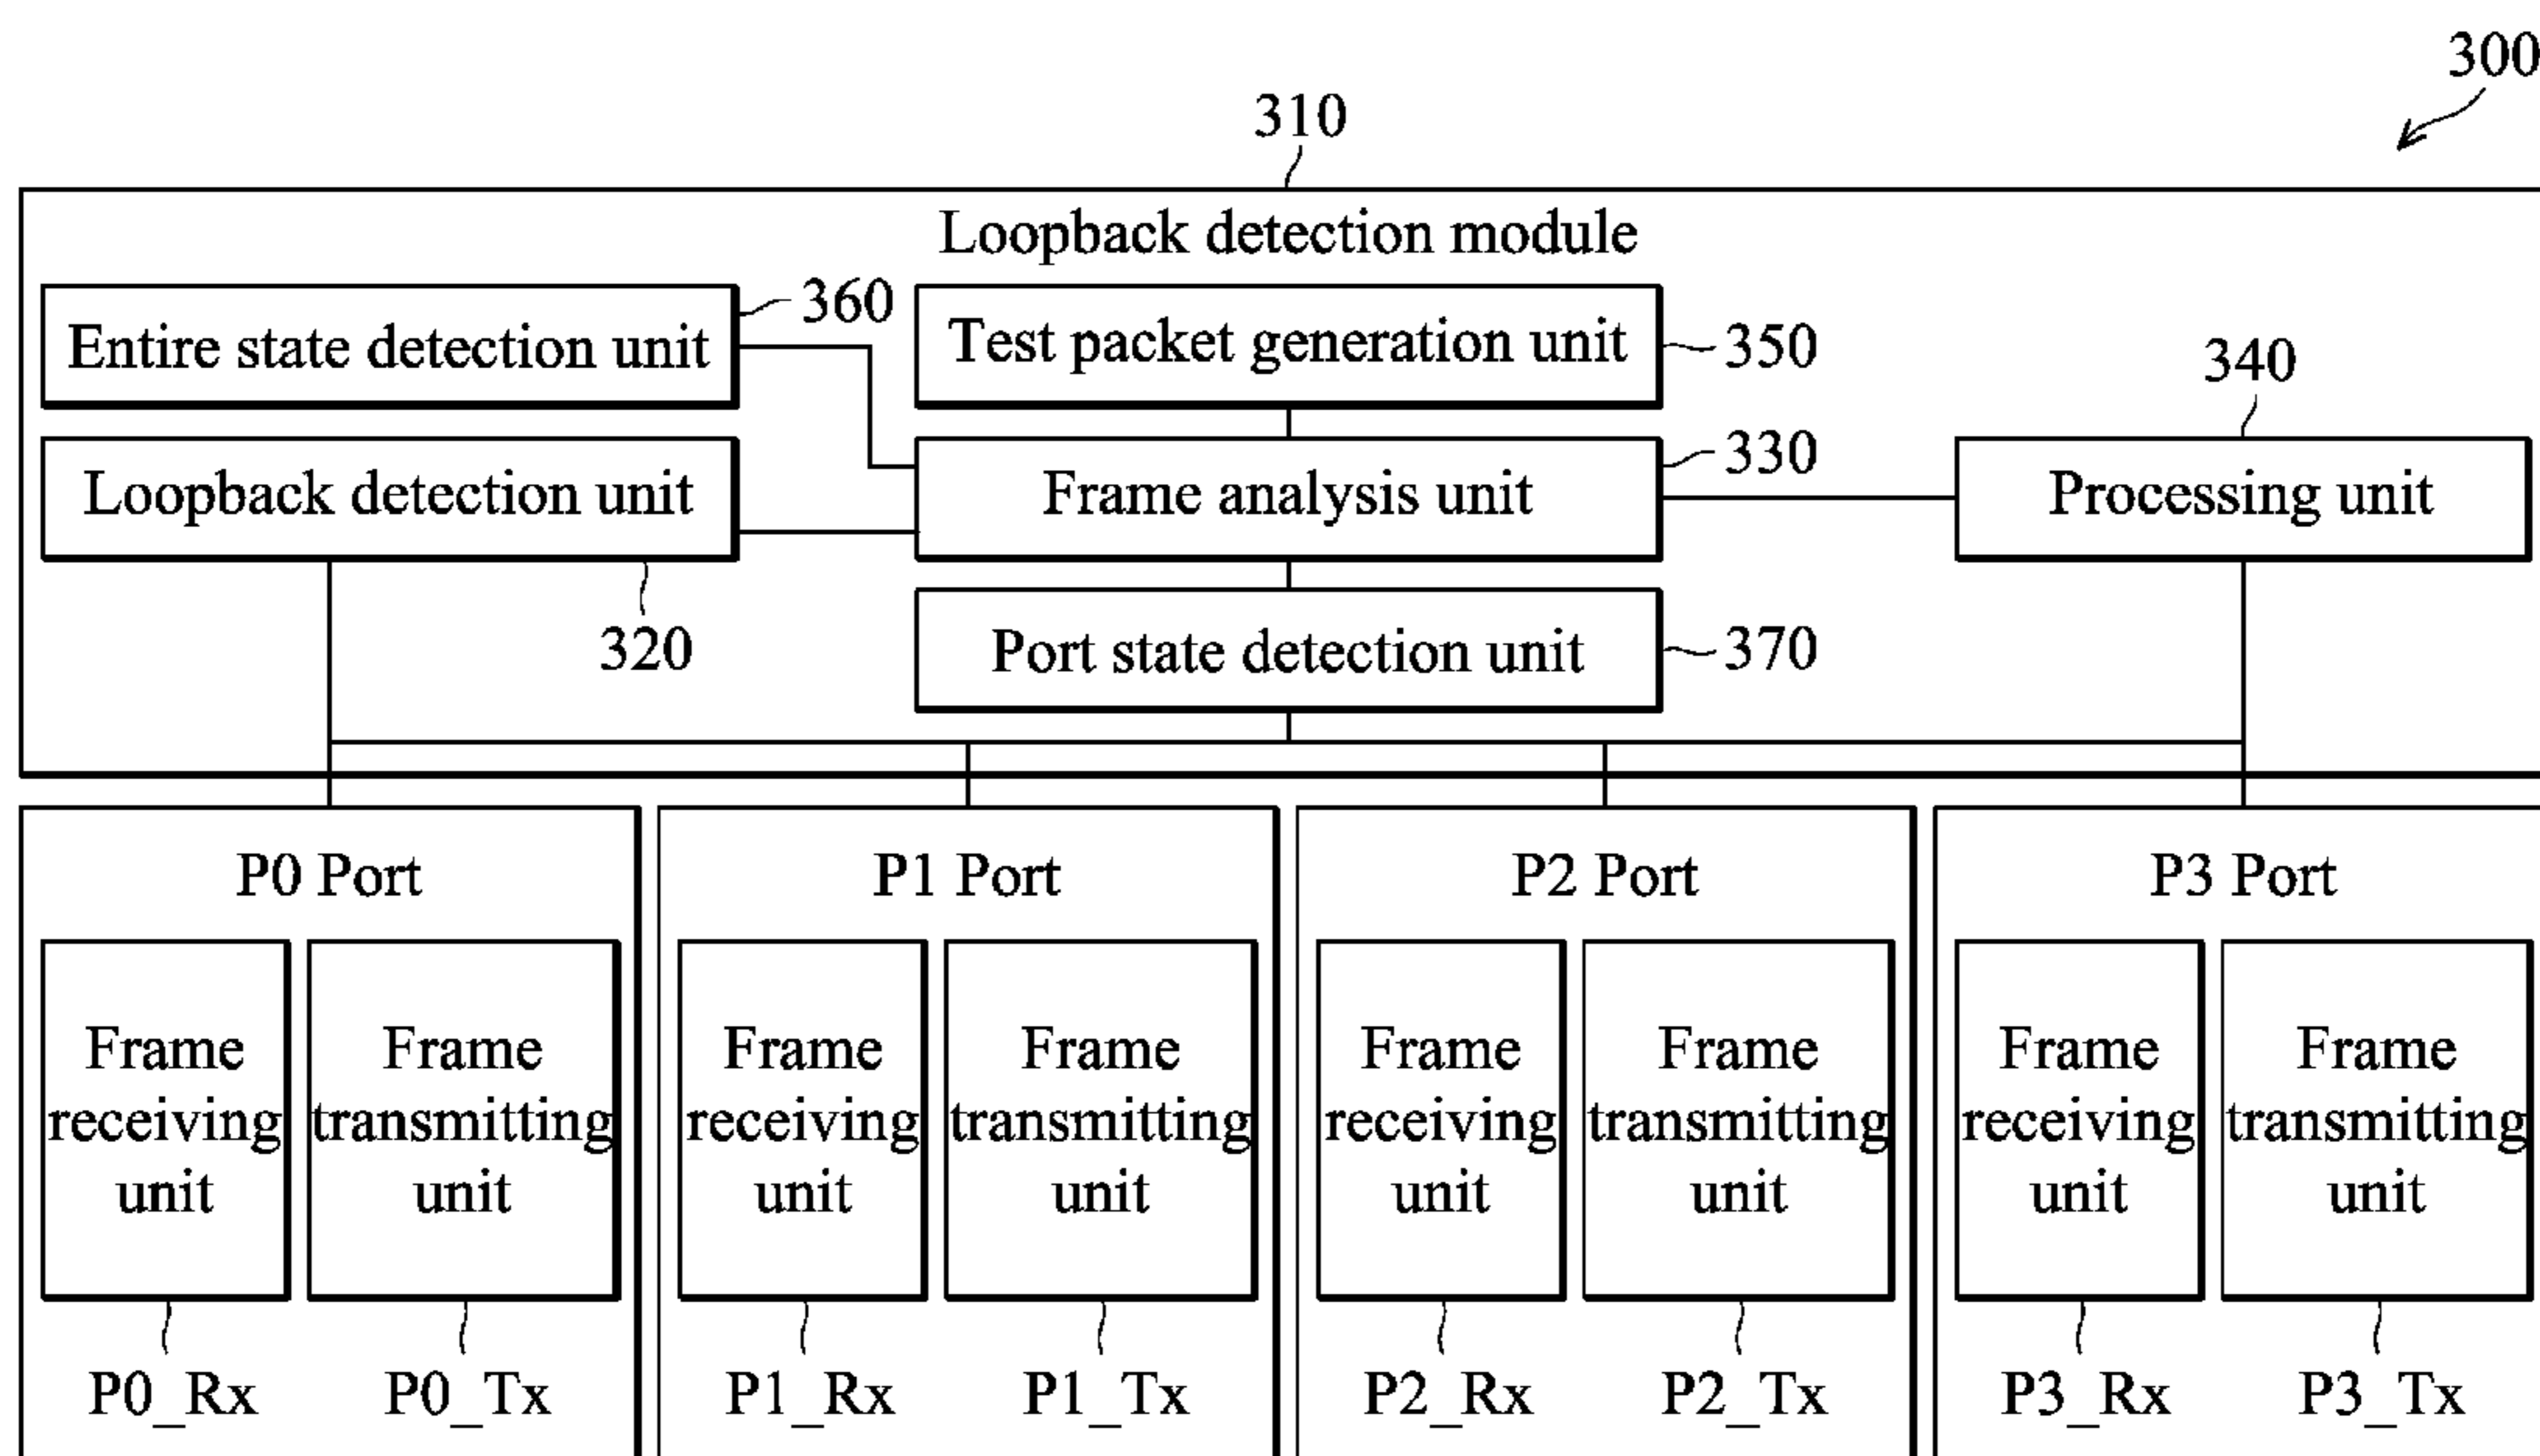 300
310
Loopback detection module
Entire state detection unit
360
Test packet generation unit
350
340
Loopback detection unit
Frame analysis unit
330
Processing unit
320
Port state detection unit
370
P0 Port
P1 Port
P2 Port
P3 Port
Frame
receiving
unit
Frame
transmitting
unit
Frame
receiving
unit
Frame
transmitting
unit
Frame
receiving
unit
Frame
transmitting
unit
Frame
receiving
unit
Frame
transmitting
unit
P0_Rx
P0_Tx
P1_Rx
P1_Tx
P2_Rx
P2_Tx
P3_Rx
P3_Tx